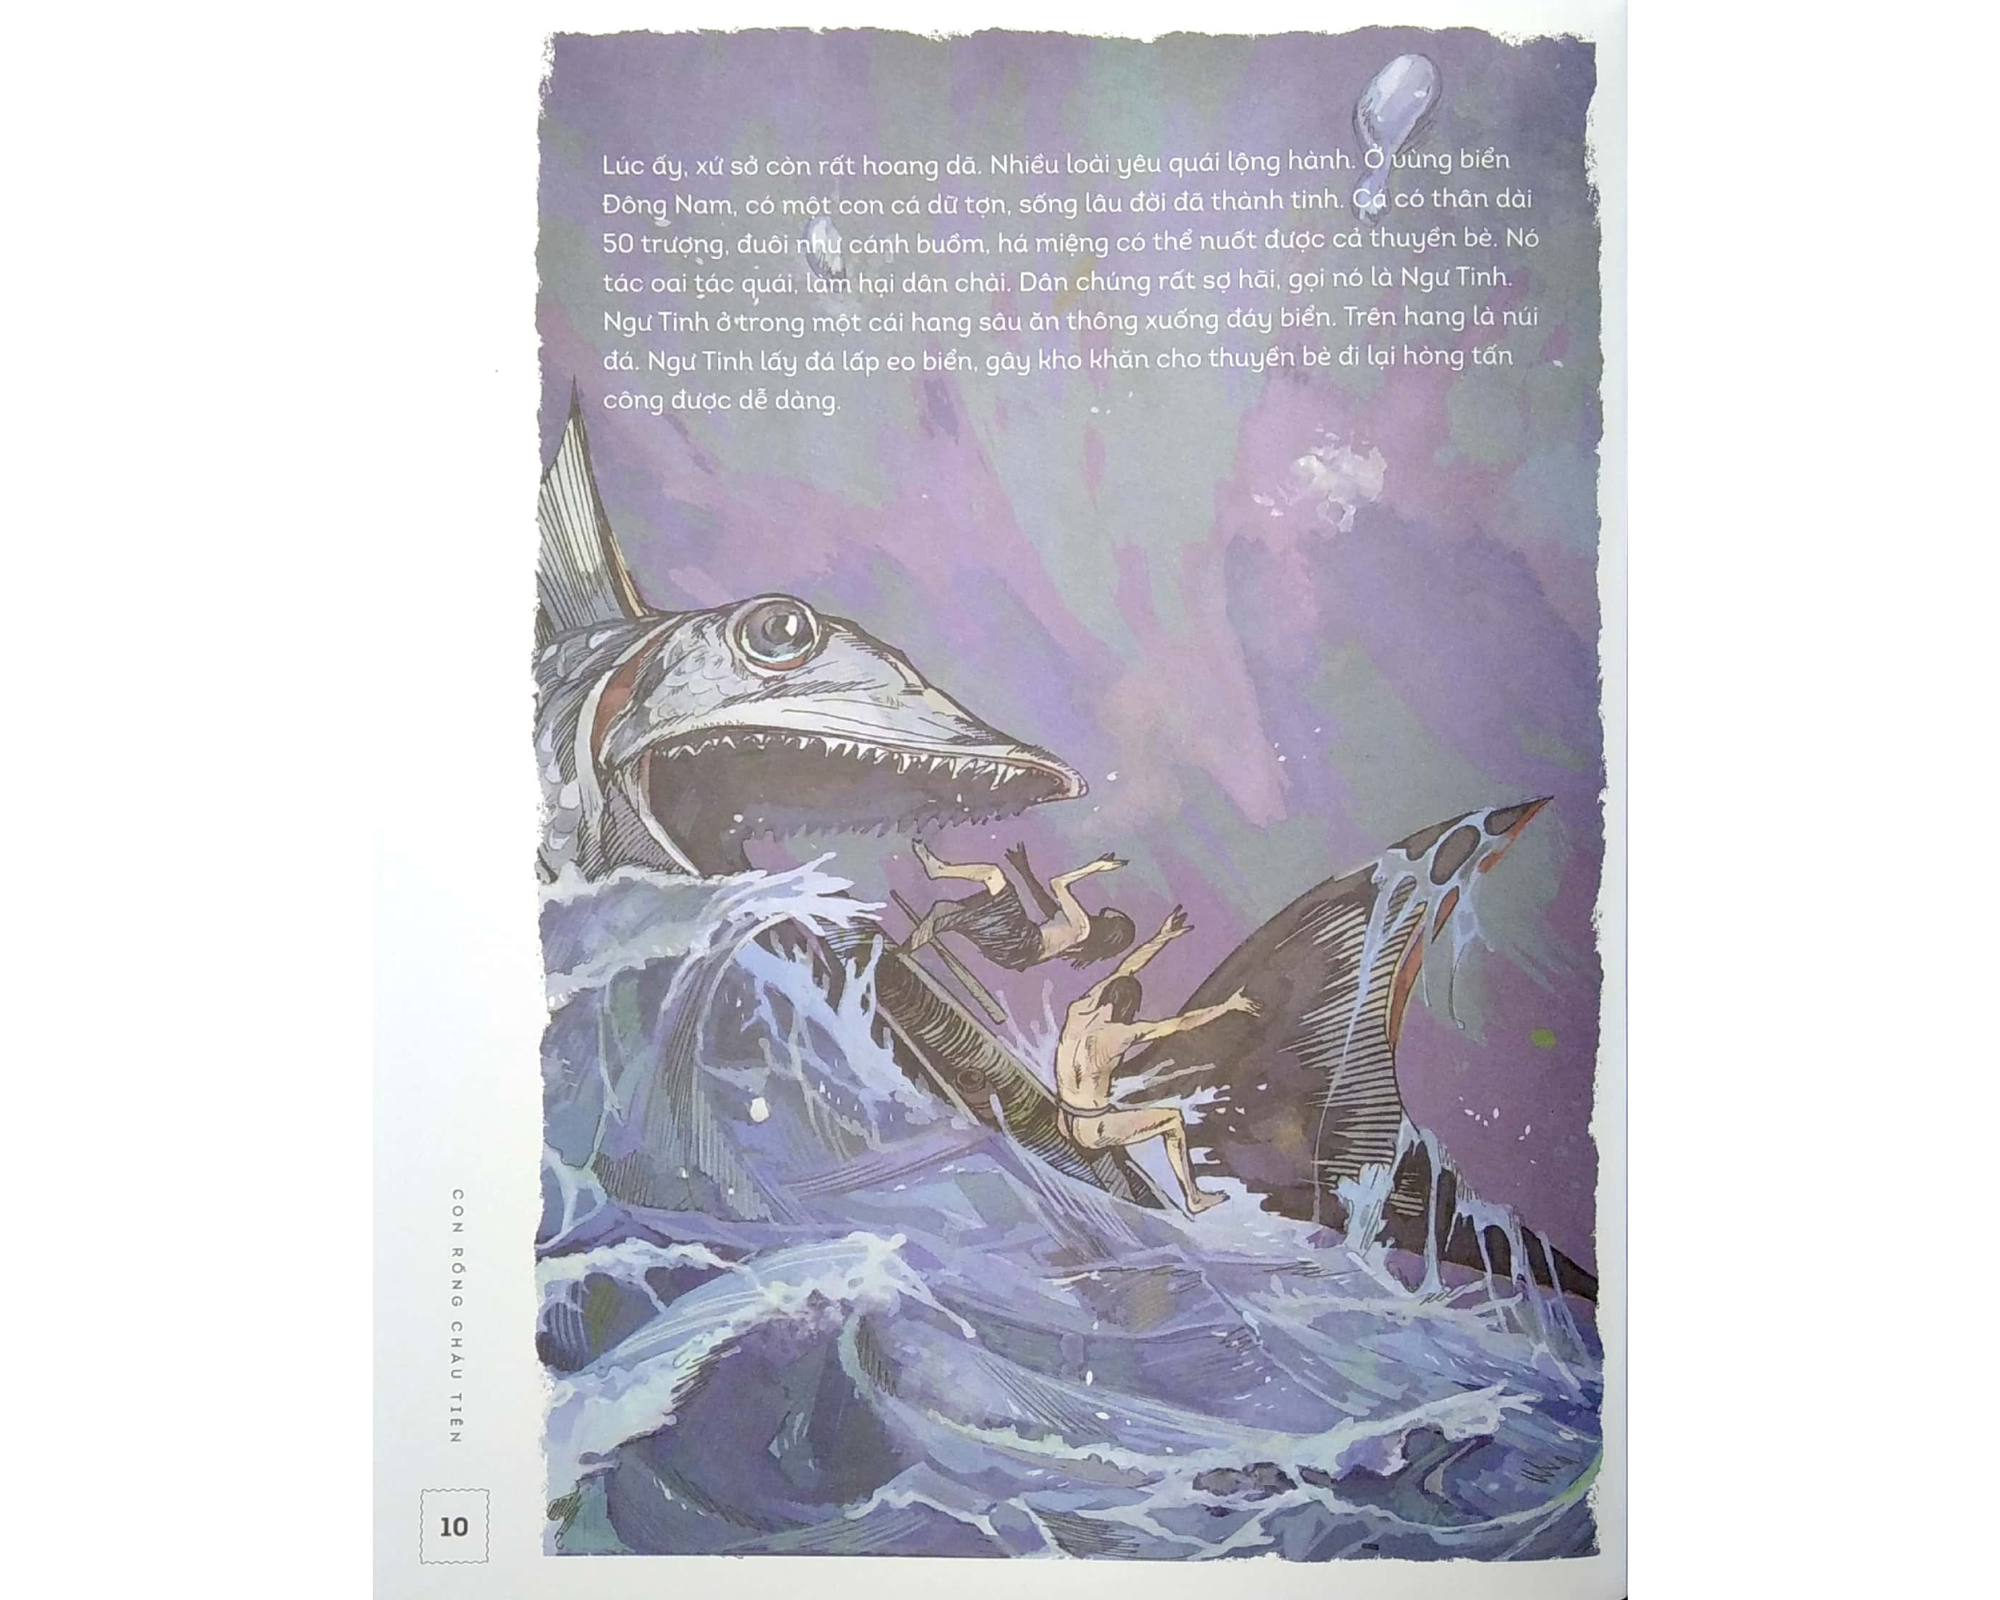 Lúc ấy, xứ sở còn rất hoang dã. Nhiều loài yêu quái lộng hành. Ở vùng biển
Đông Nam, có một con cá dữ tợn, sống lâu đời đã thành tinh. Cá có thân dài
50 trượng, đuôi như cánh buồm, há miệng có thể nuốt được cả thuyền bè. Nó
tác oai tác quái, làm hại dân chài. Dân chúng rất sợ hãi, gọi nó là Ngư Tinh.
Ngư Tinh ở trong một cái hang sâu ăn thông xuống đáy biển. Trên hang là núi
đá. Ngư Tinh lấy đá lấp eo biển, gây kho khăn cho thuyền bè đi lại hòng tấn
công được dễ dàng.
CON RỒNG CHÁU TIÊN
10